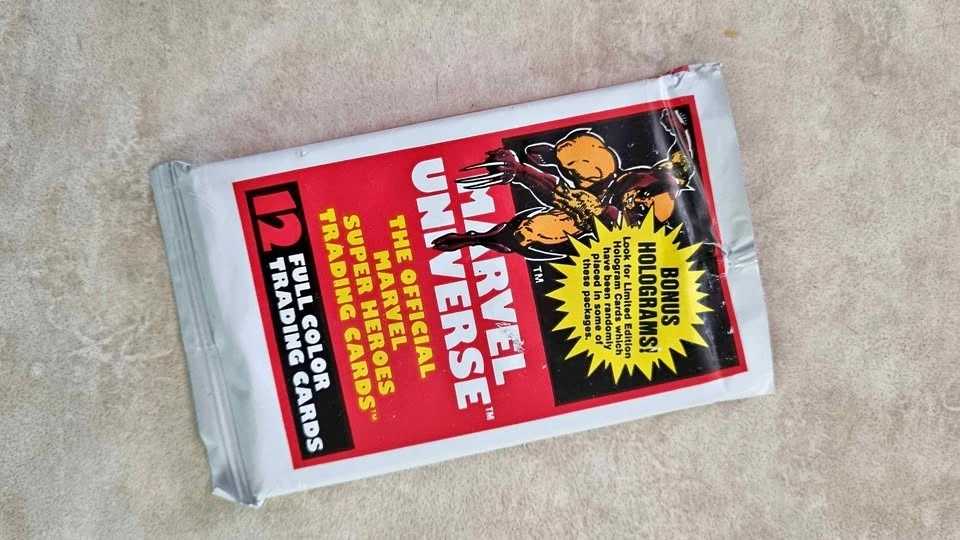 BONUS
HOLOGRAMS!
Look for Limited Edition
Hologram Cards which
have been randomly
placed in some of
these packages.
TM
MARVEL
UNIVERSE™
THE OFFICIAL
MARVEL
SUPER HEROES
TRADING CARDS™
12 FULL COLOR
TRADING CARDS